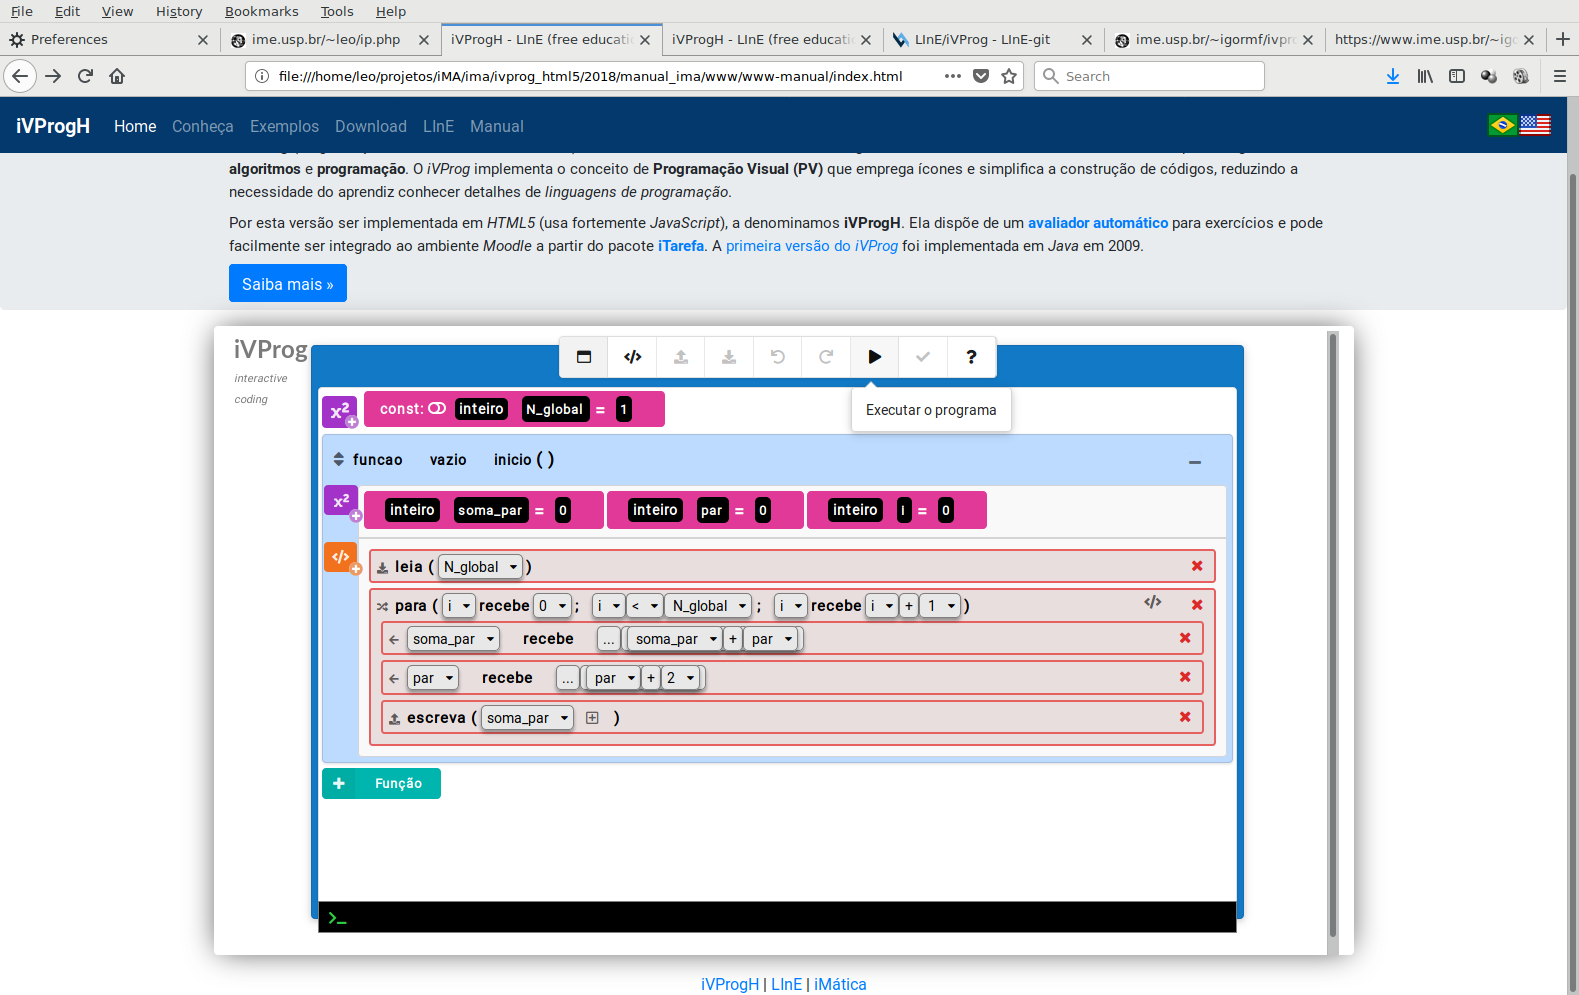 File Edit View History Bookmarks Tools Help
Preferences ime.usp.br/~leo/ip.php iVProgH - LInE (free educati iVProgH - LInE (free educati LInE/iVProg - LInE-git ime.usp.br/~igormf/ivpr https://www.ime.usp.br/~ig
file:///home/leo/projetos/iMA/ima/ivprog_html5/2018/manual_ima/www/www-manual/index.html Search
iVProgH Home Conheça Exemplos Download LInE Manual
algoritmos e programação. O iVProg implementa o conceito de Programação Visual (PV) que emprega ícones e simplifica a construção de códigos, reduzindo a
necessidade do aprendiz conhecer detalhes de linguagens de programação.
Por esta versão ser implementada em HTML5 (usa fortemente JavaScript), a denominamos iVProgH. Ela dispõe de um avaliador automático para exercícios e pode
facilmente ser integrado ao ambiente Moodle a partir do pacote iTarefa. A primeira versão do iVProg foi implementada em Java em 2009.
Saiba mais »
iVProg
interactive
coding
</> ?
Executar o programa
x² const: inteiro N_global = 1
funcao vazio inicio ( )
x² inteiro soma_par = 0 inteiro par = 0 inteiro i = 0
</> leia ( N_global )
para ( i recebe 0 ; i < N_global ; i recebe i + 1 ) </>
soma_par recebe ... soma_par + par
par recebe ... par + 2
escreva ( soma_par )
+ Função
>_
iVProgH | LInE | iMática